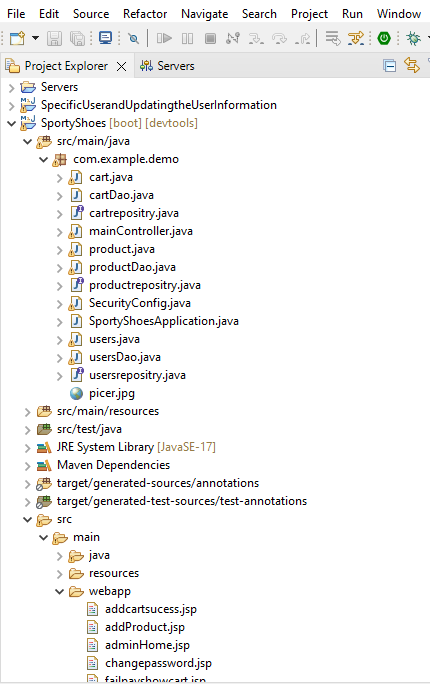 File Edit Source Refactor Navigate Search Project Run Window
Project Explorer Servers
Servers
SpecificUserandUpdatingtheUserInformation
SportyShoes [boot] [devtools]
src/main/java
com.example.demo
cart.java
cartDao.java
cartrepositry.java
mainController.java
product.java
productDao.java
productrepositry.java
SecurityConfig.java
SportyShoesApplication.java
users.java
usersDao.java
usersrepositry.java
picer.jpg
src/main/resources
src/test/java
JRE System Library [JavaSE-17]
Maven Dependencies
target/generated-sources/annotations
target/generated-test-sources/test-annotations
src
main
java
resources
webapp
addcartsucess.jsp
addProduct.jsp
adminHome.jsp
changepassword.jsp
failpayshowcart.jsp